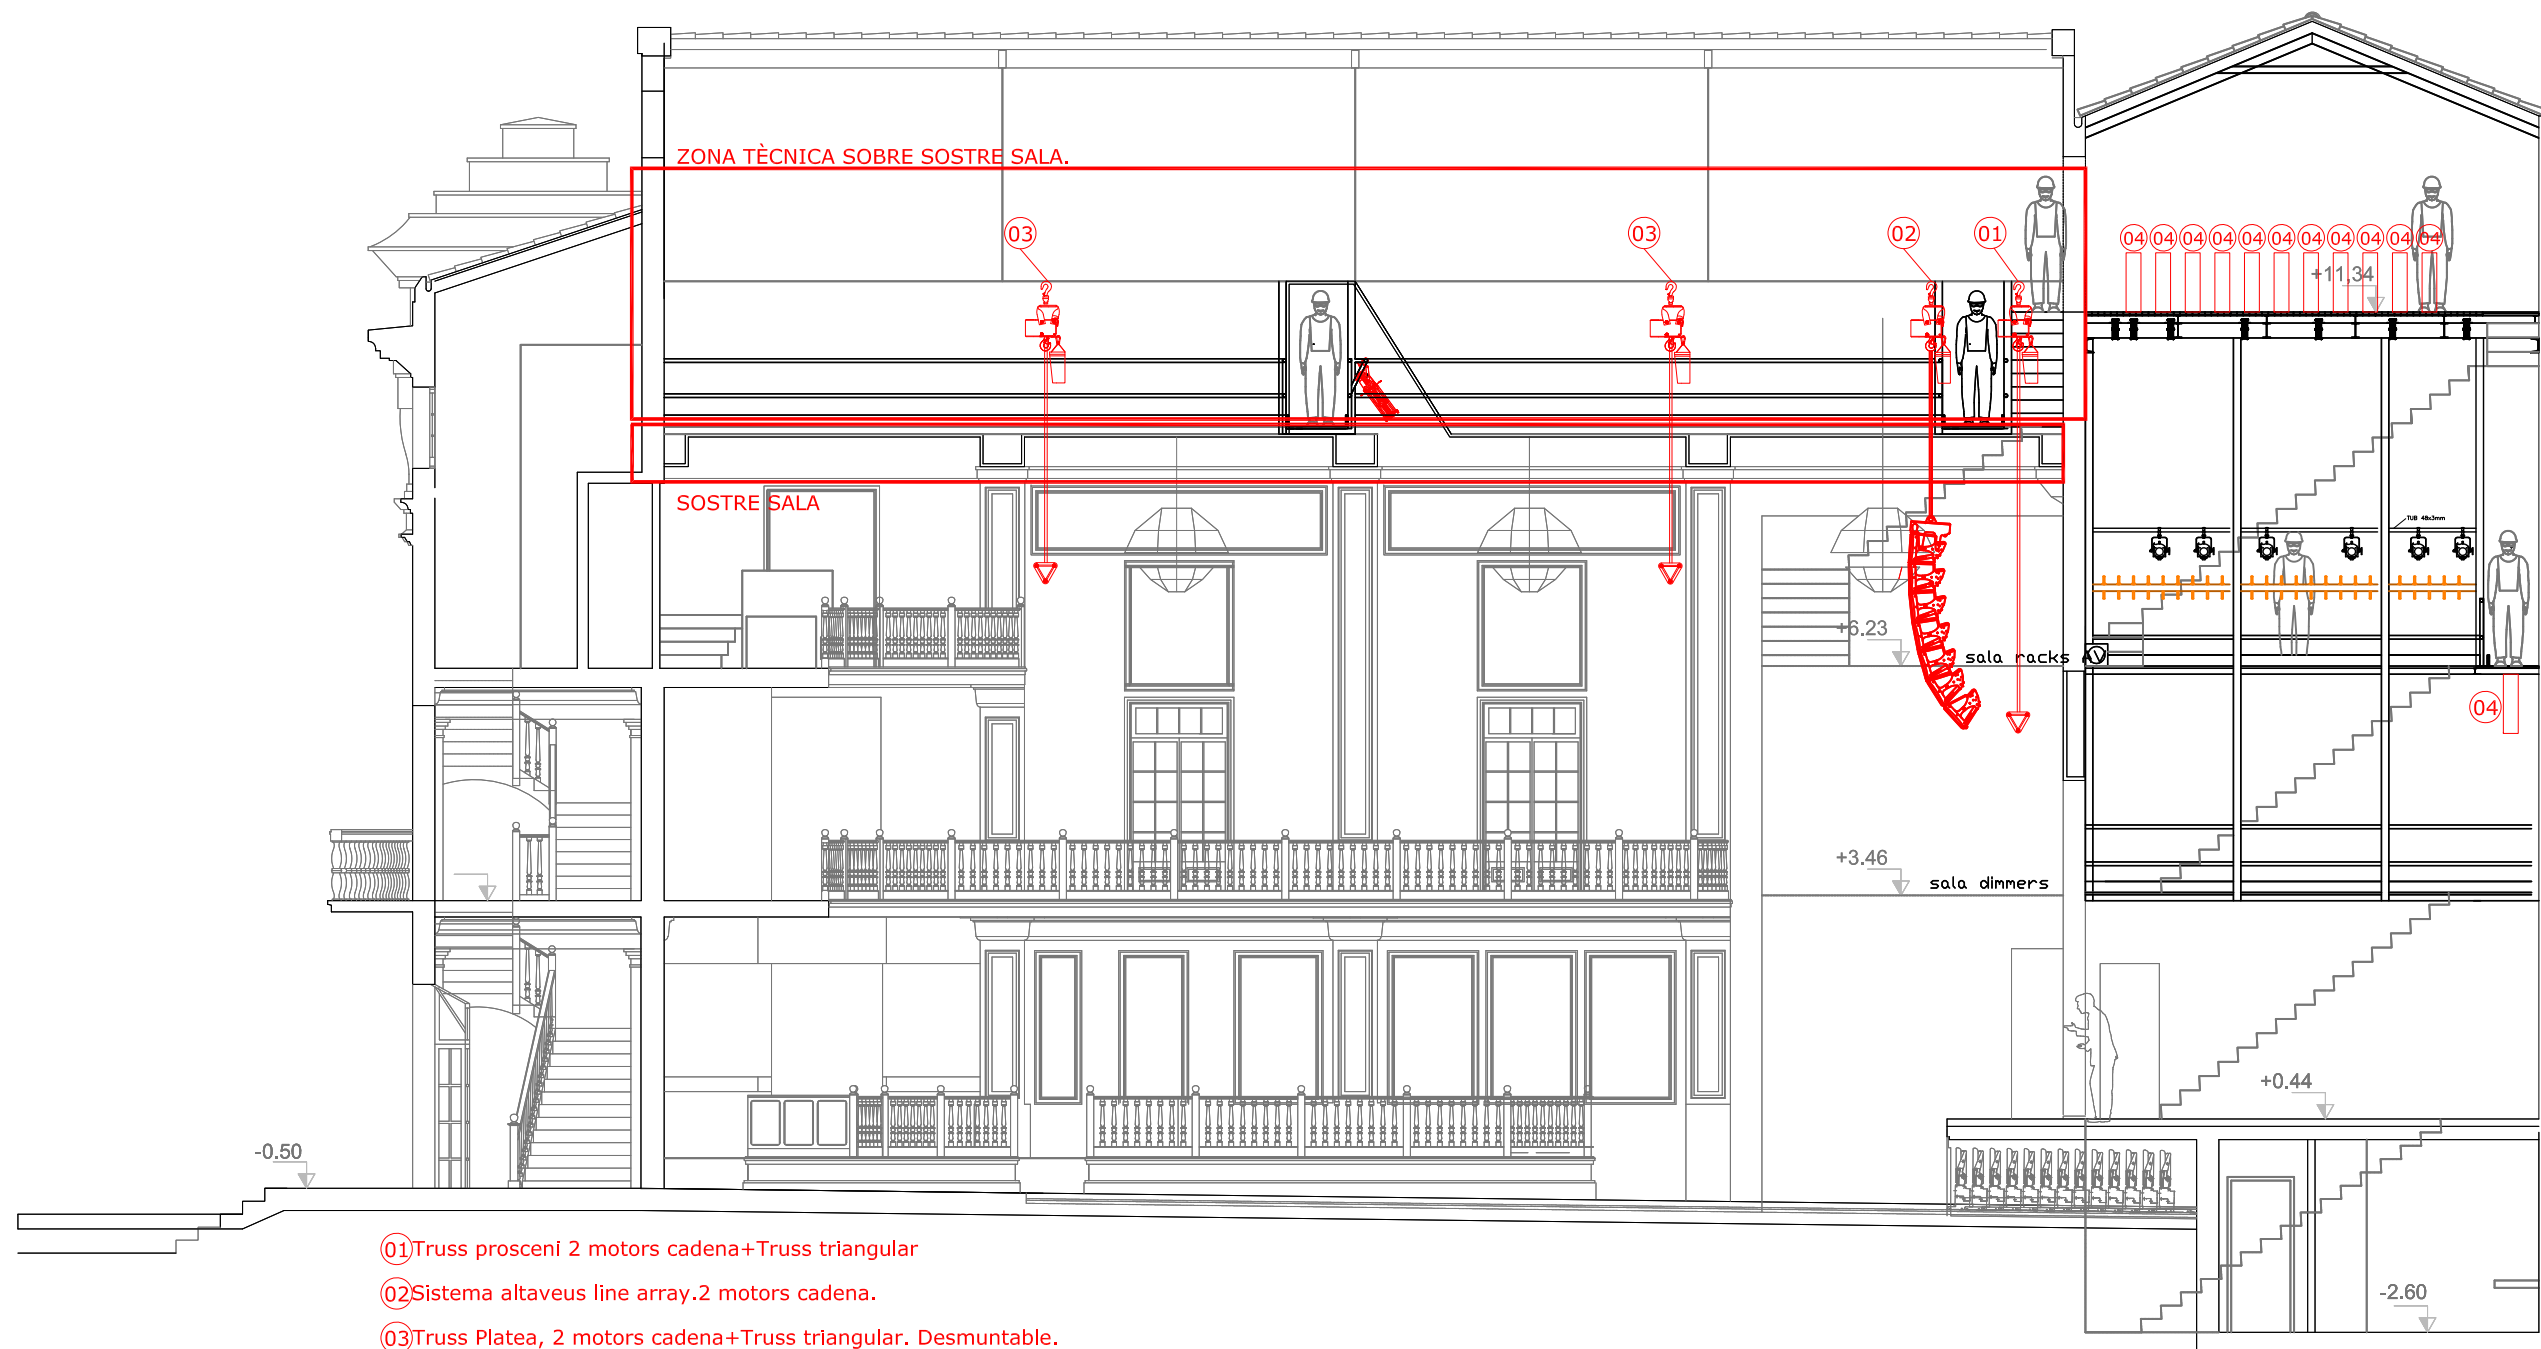 ZONA TÈCNICA SOBRE SOSTRE SALA.
03
03
02
01
04 04 04 04 04 04 04 04 04 04 04
+11,34
SOSTRE SALA
TUB 48x3mm
+6.23
sala racks AV
04
+3.46
sala dimmers
+0.44
-0.50
01 Truss prosceni 2 motors cadena+Truss triangular
02 Sistema altaveus line array.2 motors cadena.
-2.60
03 Truss Platea, 2 motors cadena+Truss triangular. Desmuntable.